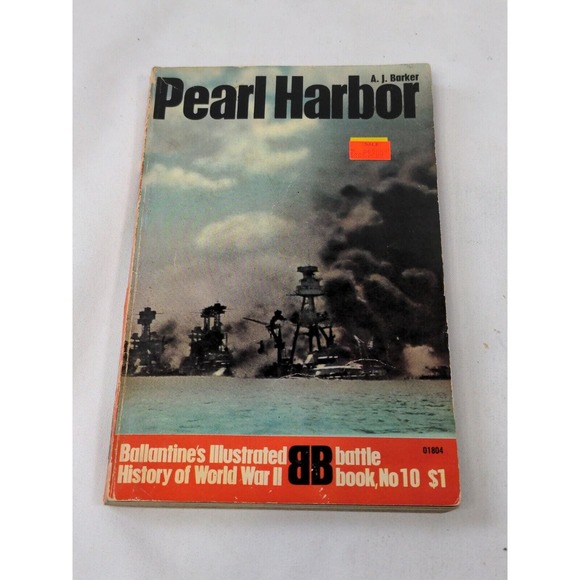 A. J. Barker
Pearl Harbor
Ballantine's Illustrated
History of World War II
BB
battle
book, No 10 $1
01804